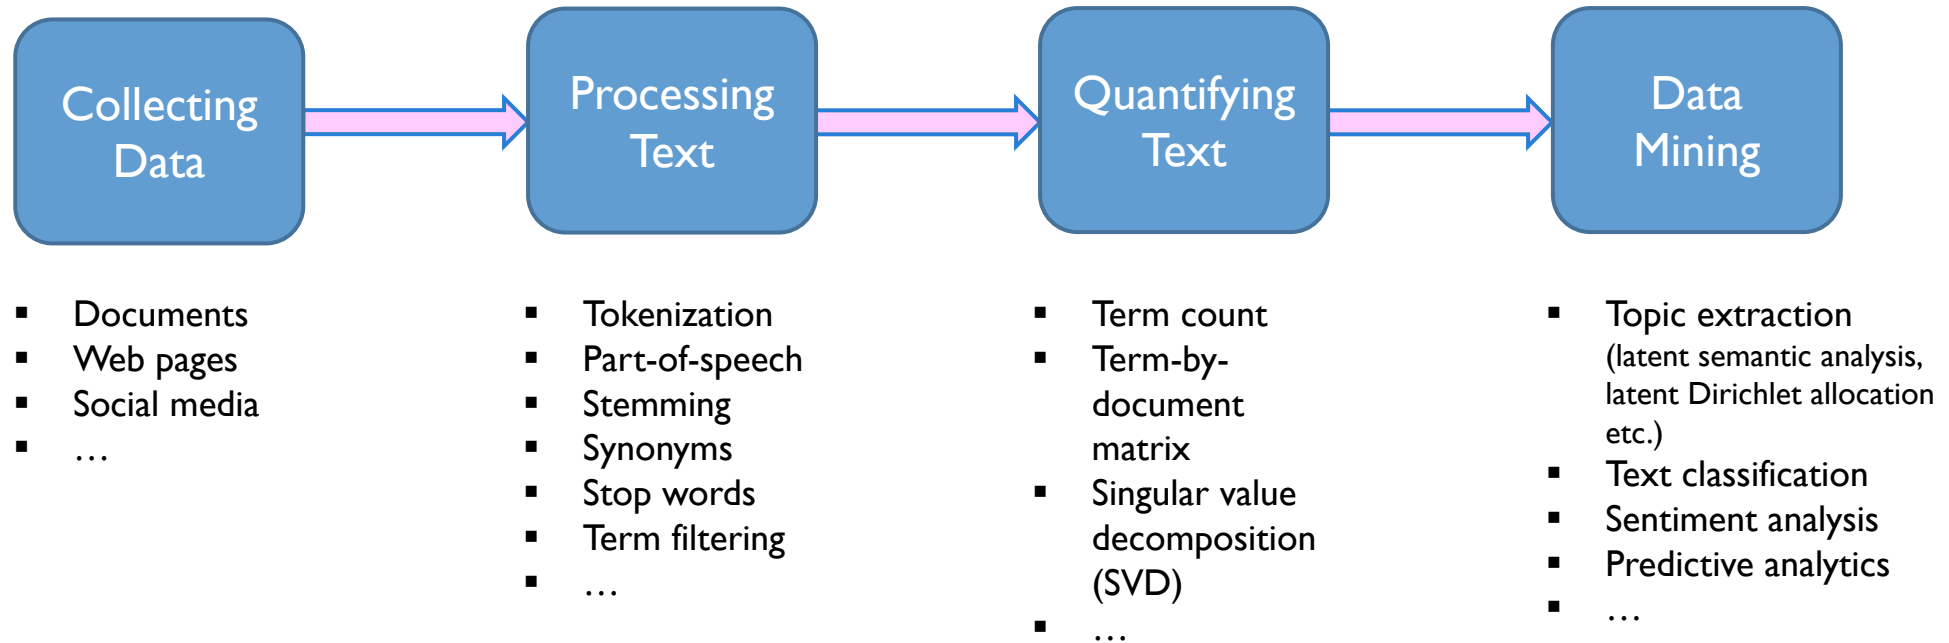 Collecting
Data
Processing
Text
Quantifying
Text
Data
Mining
▪ Documents
▪ Web pages
▪ Social media
▪ …
▪ Tokenization
▪ Part-of-speech
▪ Stemming
▪ Synonyms
▪ Stop words
▪ Term filtering
▪ …
▪ Term count
▪ Term-by-
document
matrix
▪ Singular value
decomposition
(SVD)
▪ …
▪ Topic extraction
(latent semantic analysis,
latent Dirichlet allocation
etc.)
▪ Text classification
▪ Sentiment analysis
▪ Predictive analytics
▪ …